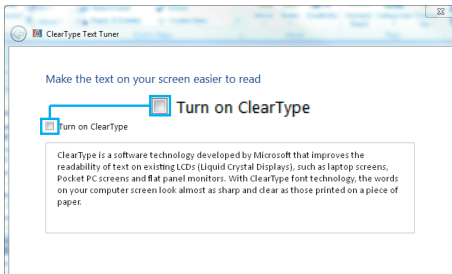 ClearType Text Tuner
Make the text on your screen easier to read
Turn on ClearType
Turn on ClearType
ClearType is a software technology developed by Microsoft that improves the
readability of text on existing LCDs (Liquid Crystal Displays), such as laptop screens,
Pocket PC screens and flat panel monitors. With ClearType font technology, the words
on your computer screen look almost as sharp and clear as those printed on a piece of
paper.